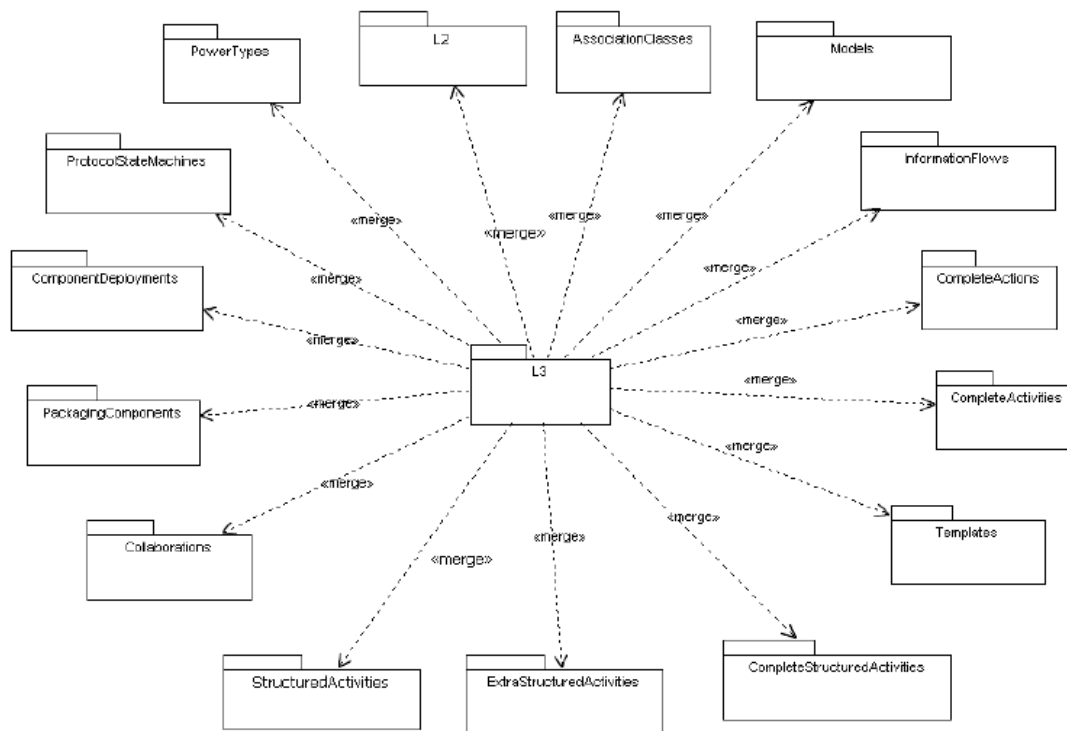 PowerTypes
L2
AssociationClasses
Models
ProtocolStateMachines
InformationFlows
«merge»
«merge»
«merge»
«merge»
ComponentDeployments
«merge»
«merge»
CompleteActions
«merge»
«merge»
L3
PackagingComponents
«merge»
«merge»
CompleteActivities
«merge»
«merge»
Collaborations
«merge»
«merge»
«merge»
Templates
StructuredActivities
ExtraStructuredActivities
CompleteStructuredActivities